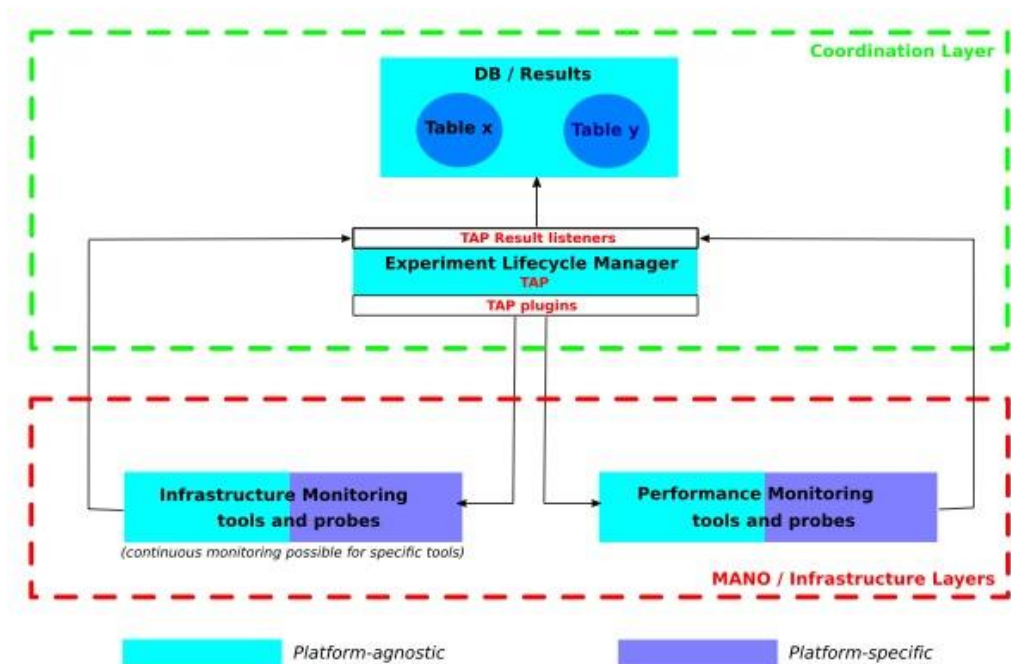 Coordination Layer
DB / Results
Table x
Table y
TAP Result listeners
Experiment Lifecycle Manager
TAP
TAP plugins
Infrastructure Monitoring
tools and probes
(continuous monitoring possible for specific tools)
Performance Monitoring
tools and probes
MANO / Infrastructure Layers
Platform-agnostic
Platform-specific